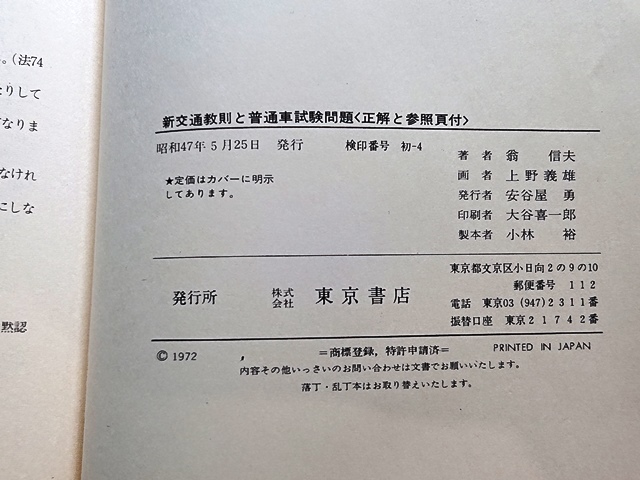 。(法74
りして
なりま
なけれ
にしな
黙認
新交通教則と普通車試験問題<正解と参照頁付>
昭和47年5月25日 発行 検印番号 初-4
★定価はカバーに明示
してあります。
著者 翁 信夫
画者 上野義雄
発行者 安谷屋 勇
印刷者 大谷喜一郎
製本者 小林 裕
発行所 株式会社 東京書店
東京都文京区小日向2の9の10
郵便番号 112
電話 東京03(947)2311番
振替口座 東京21742番
© 1972 =商標登録,特許申請済= PRINTED IN JAPAN
内容その他いっさいのお問い合わせは文書でお願いいたします。
落丁・乱丁本はお取り替えいたします。